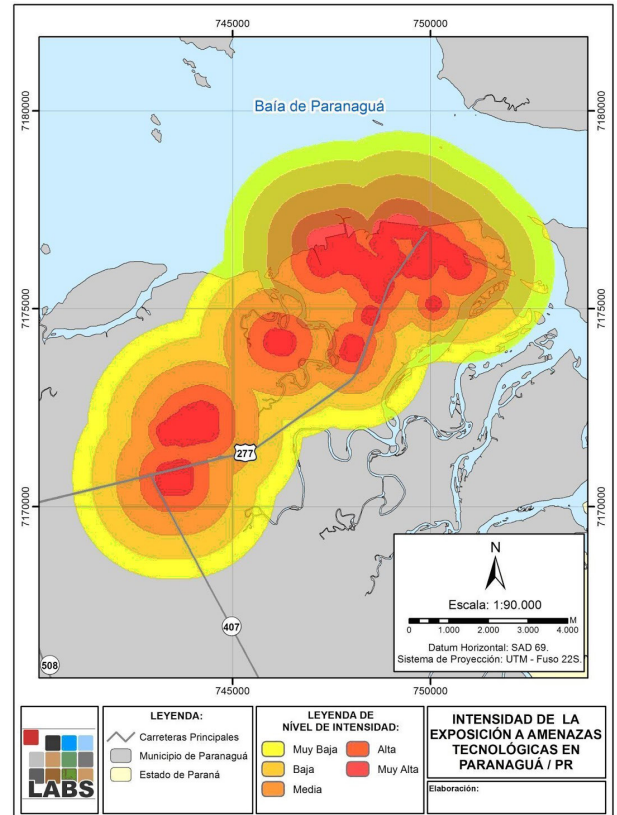 745000
750000
7180000
7180000
Baía de Paranaguá
7175000
7175000
277
7170000
7170000
N
Escala: 1:90.000
M
0 1.000 2.000 3.000 4.000
Datum Horizontal: SAD 69.
Sistema de Proyección: UTM - Fuso 22S.
407
508
745000
750000
LABS
LEYENDA:
Carreteras Principales
Municipio de Paranaguá
Estado de Paraná
LEYENDA DE
NÍVEL DE INTENSIDAD:
Muy Baja
Alta
Baja
Muy Alta
Media
INTENSIDAD DE LA
EXPOSICIÓN A AMENAZAS
TECNOLÓGICAS EN
PARANAGUÁ / PR
Elaboración: